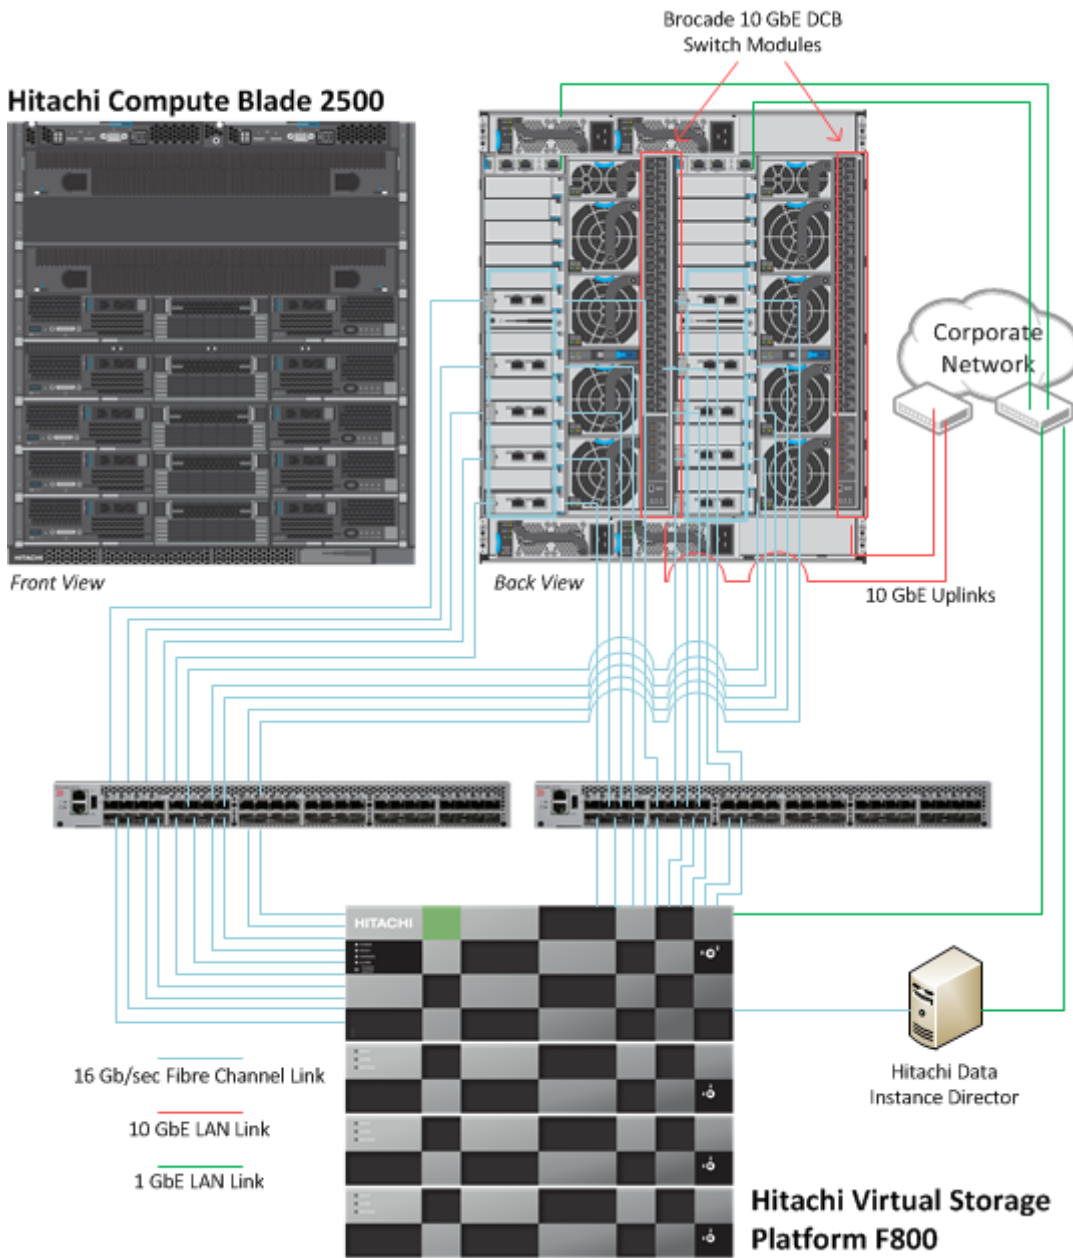 Brocade 10 GbE DCB
Switch Modules
Hitachi Compute Blade 2500
Corporate
Network
HITACHI
Front View
Back View
10 GbE Uplinks
HITACHI
16 Gb/sec Fibre Channel Link
10 GbE LAN Link
1 GbE LAN Link
Hitachi Data
Instance Director
Hitachi Virtual Storage
Platform F800